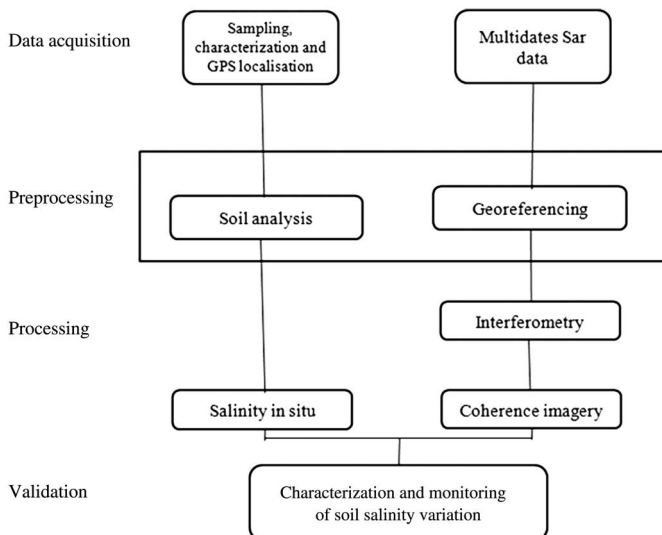 Data acquisition
Sampling,
characterization and
GPS localisation
Multidates Sar
data
Preprocessing
Soil analysis
Georeferencing
Processing
Interferometry
Salinity in situ
Coherence imagery
Validation
Characterization and monitoring
of soil salinity variation